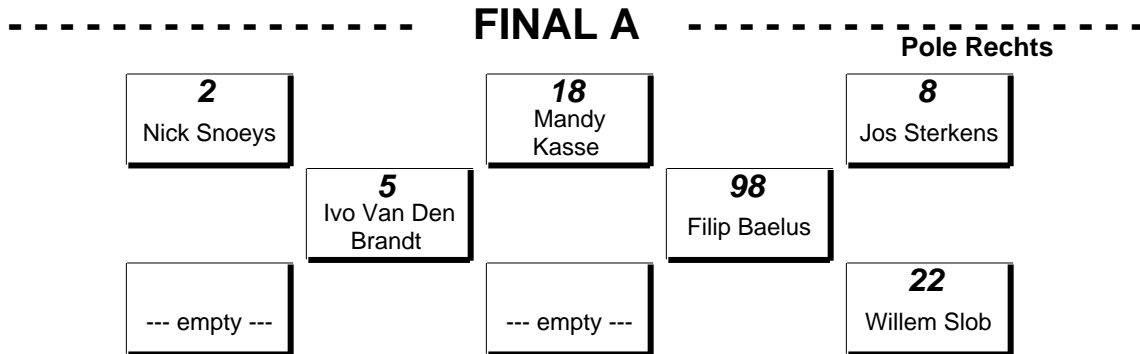 - - - - - - - - - - - - - - - - - - FINAL A - - - - - - - - - - - - - - - - - - - -
Pole Rechts
2
Nick Snoeys
18
Mandy
Kasse
8
Jos Sterkens
5
Ivo Van Den
Brandt
98
Filip Baelus
--- empty ---
--- empty ---
22
Willem Slob